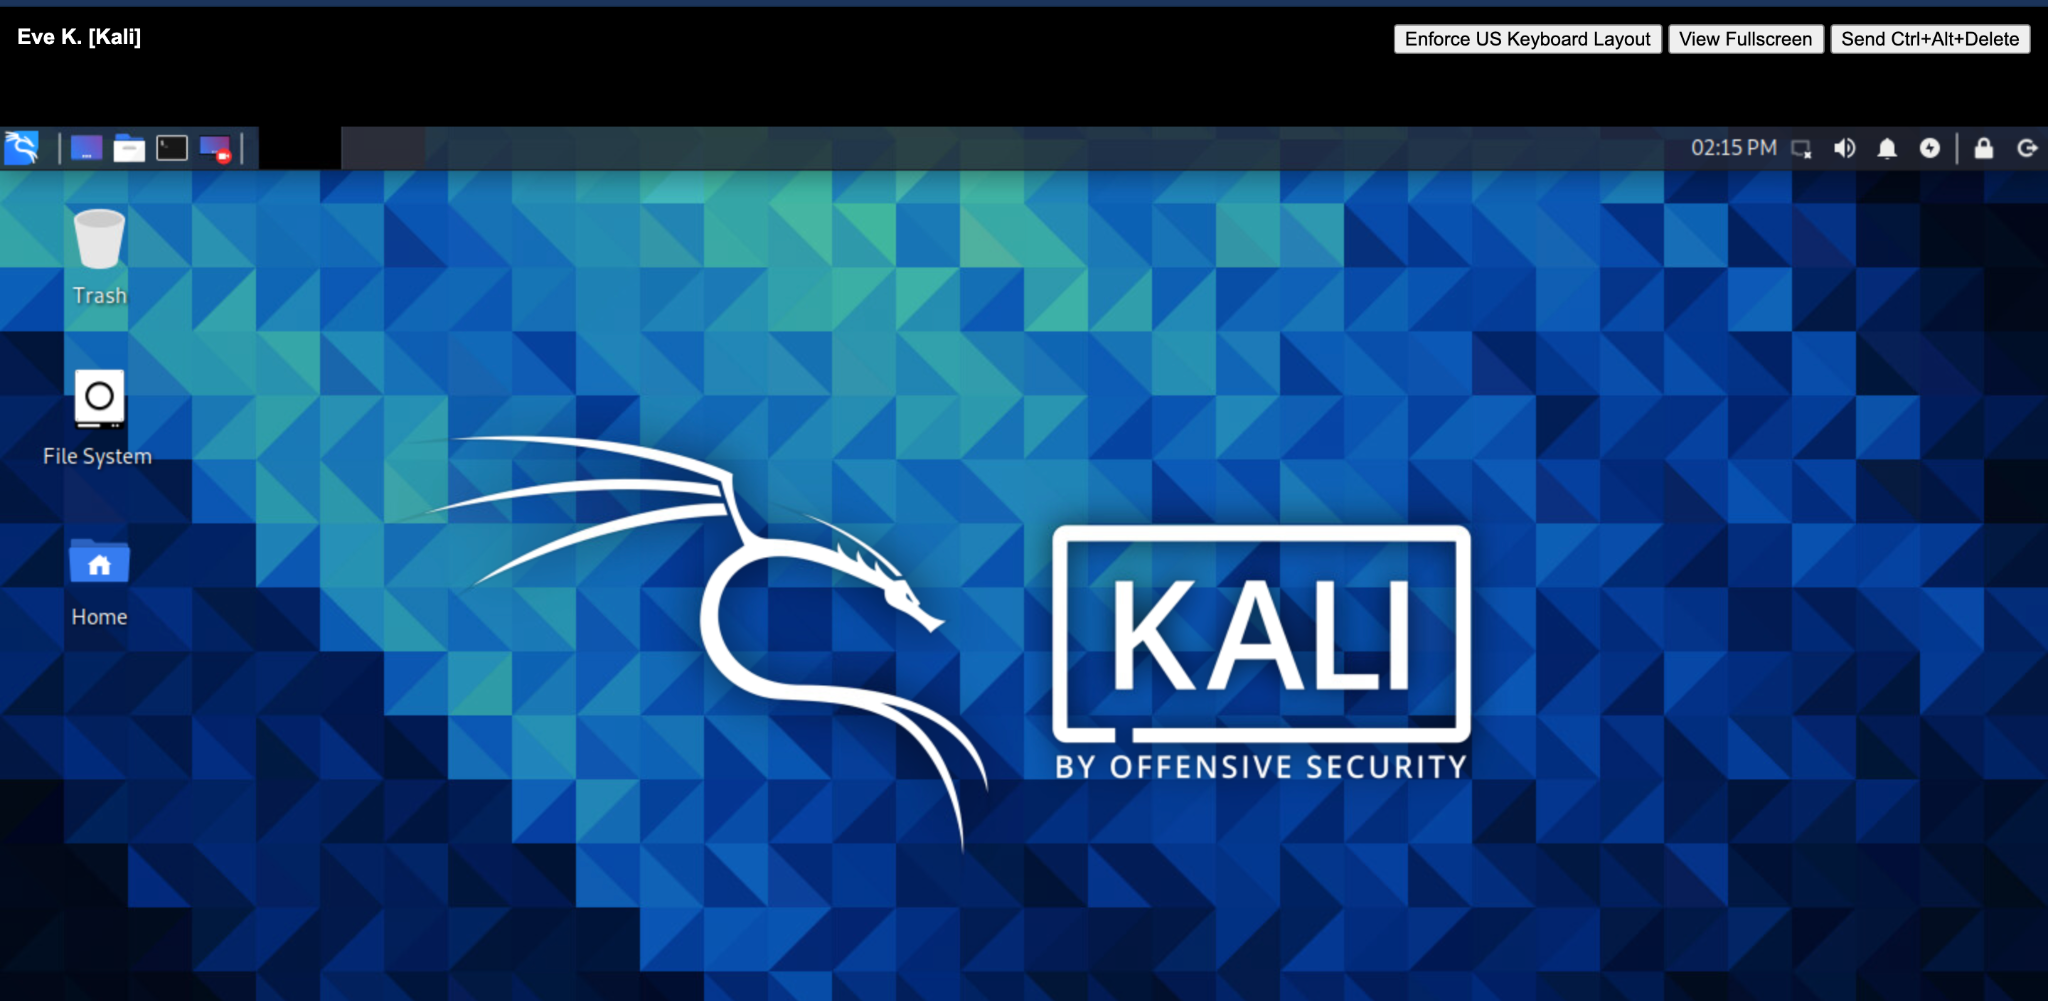 Eve K. [Kali]
Enforce US Keyboard Layout
View Fullscreen
Send Ctrl+Alt+Delete
02:15 PM
Trash
File System
Home
KALI
BY OFFENSIVE SECURITY